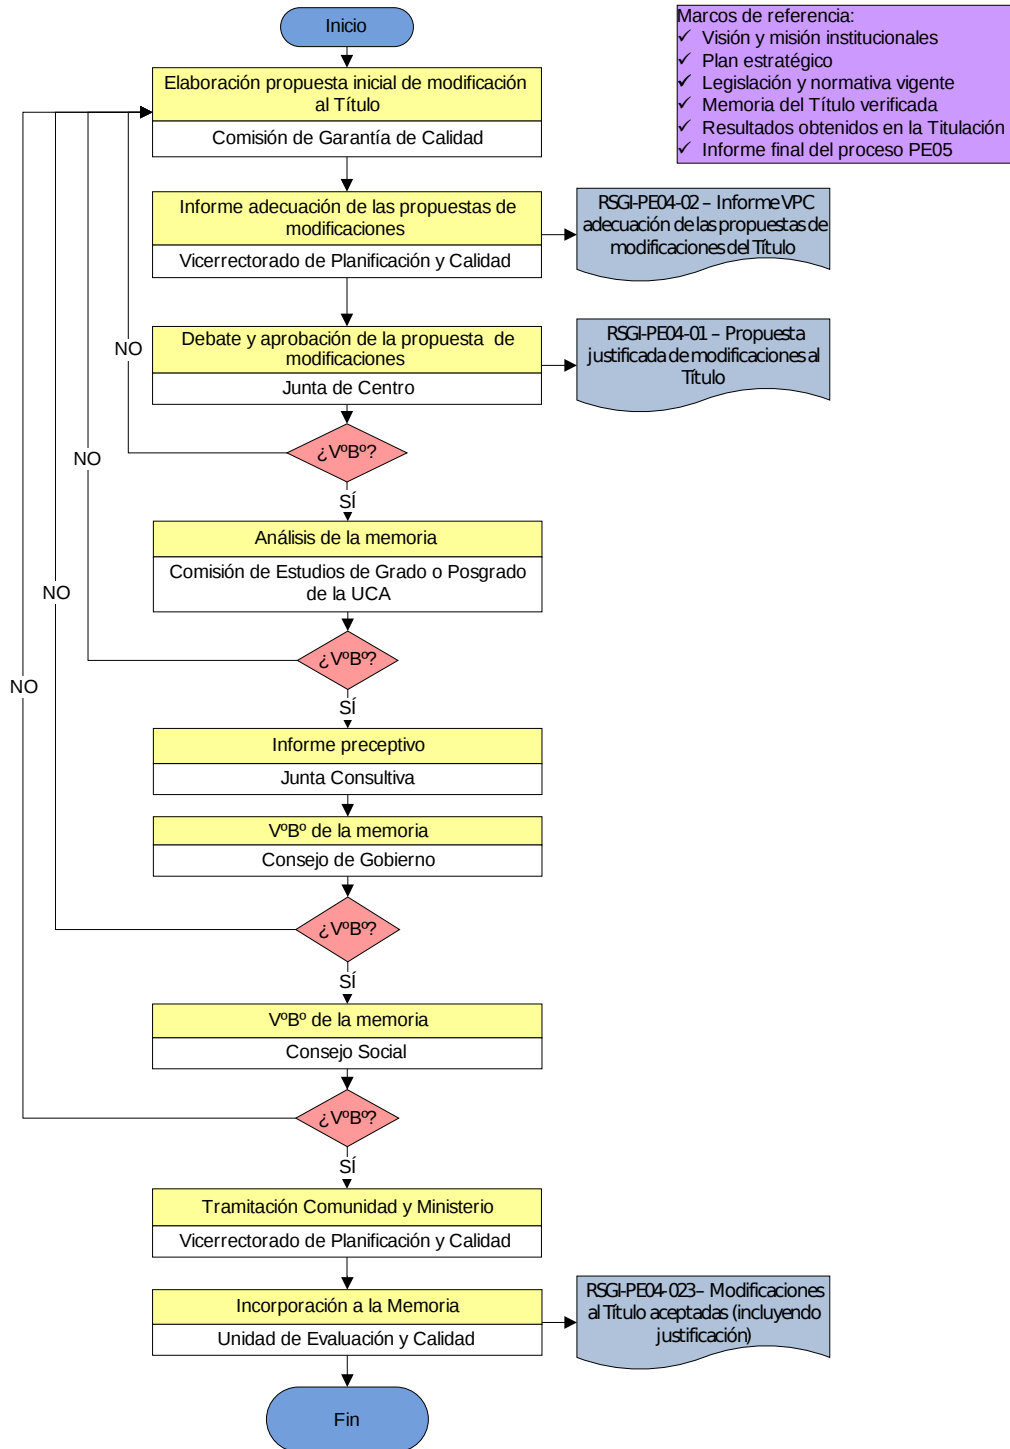 Inicio
Marcos de referencia:
✓ Visión y misión institucionales
✓ Plan estratégico
✓ Legislación y normativa vigente
✓ Memoria del Título verificada
✓ Resultados obtenidos en la Titulación
✓ Informe final del proceso PE05
Elaboración propuesta inicial de modificación
al Título
Comisión de Garantía de Calidad
Informe adecuación de las propuestas de
modificaciones
Vicerrectorado de Planificación y Calidad
RSGI-PE04-02 – Informe VPC
adecuación de las propuestas de
modificaciones del Título
Debate y aprobación de la propuesta de
modificaciones
Junta de Centro
RSGI-PE04-01 – Propuesta
justificada de modificaciones al
Título
NO
¿VºBº?
NO
SÍ
Análisis de la memoria
Comisión de Estudios de Grado o Posgrado
de la UCA
NO
¿VºBº?
NO
SÍ
Informe preceptivo
Junta Consultiva
VºBº de la memoria
Consejo de Gobierno
¿VºBº?
SÍ
VºBº de la memoria
Consejo Social
¿VºBº?
SÍ
Tramitación Comunidad y Ministerio
Vicerrectorado de Planificación y Calidad
Incorporación a la Memoria
Unidad de Evaluación y Calidad
RSGI-PE04-023– Modificaciones
al Título aceptadas (incluyendo
justificación)
Fin